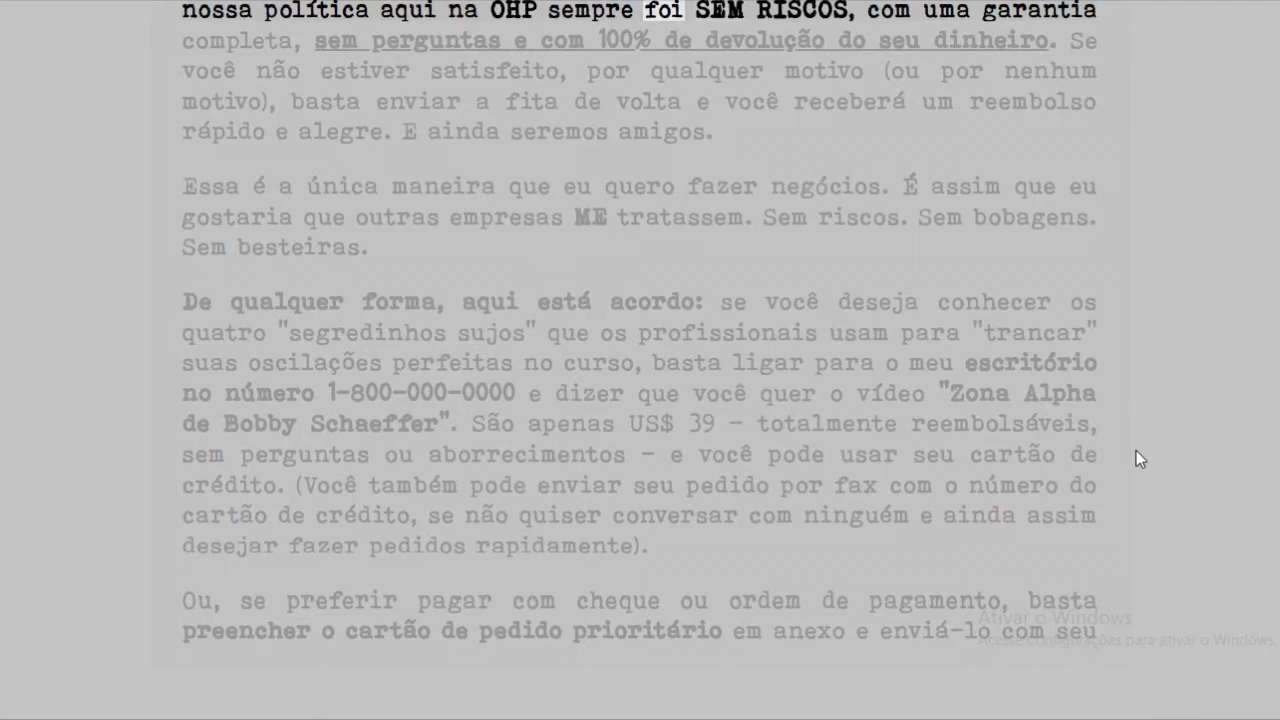 nossa política aqui na OHP sempre foi SEM RISCOS, com uma garantia
completa, sem perguntas e com 100% de devolução do seu dinheiro. Se
você não estiver satisfeito, por qualquer motivo (ou por nenhum
motivo), basta enviar a fita de volta e você receberá um reembolso
rápido e alegre. E ainda seremos amigos.
Essa é a única maneira que eu quero fazer negócios. É assim que eu
gostaria que outras empresas ME tratassem. Sem riscos. Sem bobagens.
Sem besteiras.
De qualquer forma, aqui está acordo: se você deseja conhecer os
quatro "segredinhos sujos" que os profissionais usam para "trancar"
suas oscilações perfeitas no curso, basta ligar para o meu escritório
no número 1-800-000-0000 e dizer que você quer o vídeo "Zona Alpha
de Bobby Schaeffer". São apenas US$ 39 - totalmente reembolsáveis,
sem perguntas ou aborrecimentos - e você pode usar seu cartão de
crédito. (Você também pode enviar seu pedido por fax com o número do
cartão de crédito, se não quiser conversar com ninguém e ainda assim
desejar fazer pedidos rapidamente).
Ou, se preferir pagar com cheque ou ordem de pagamento, basta
preencher o cartão de pedido prioritário em anexo e enviá-lo com seu
Ativar o Windows
Acesse Configurações para ativar o Windows.